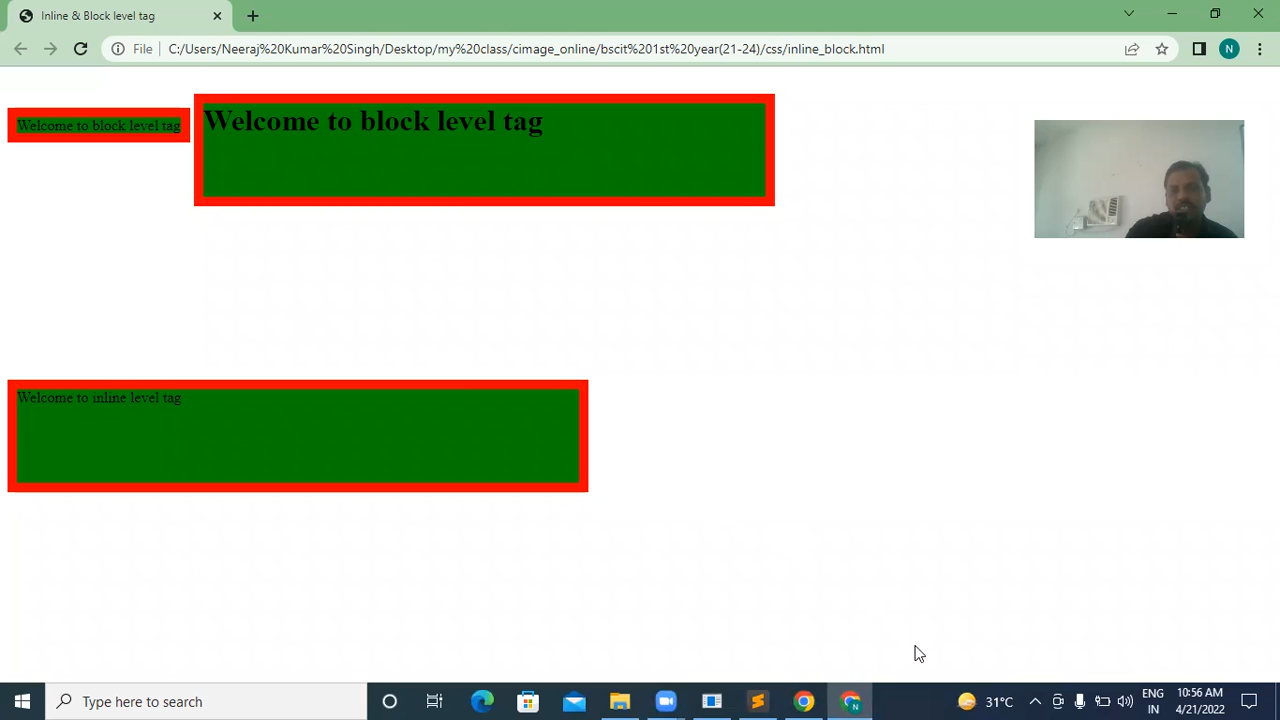 Inline & Block level tag
File
C:/Users/Neeraj%20Kumar%20Singh/Desktop/my%20class/cimage_online/bscit%201st%20year(21-24)/css/inline_block.html
N
Welcome to block level tag
Welcome to block level tag
Welcome to inline level tag
Type here to search
N
31°C
ENG
IN
10:56 AM
4/21/2022